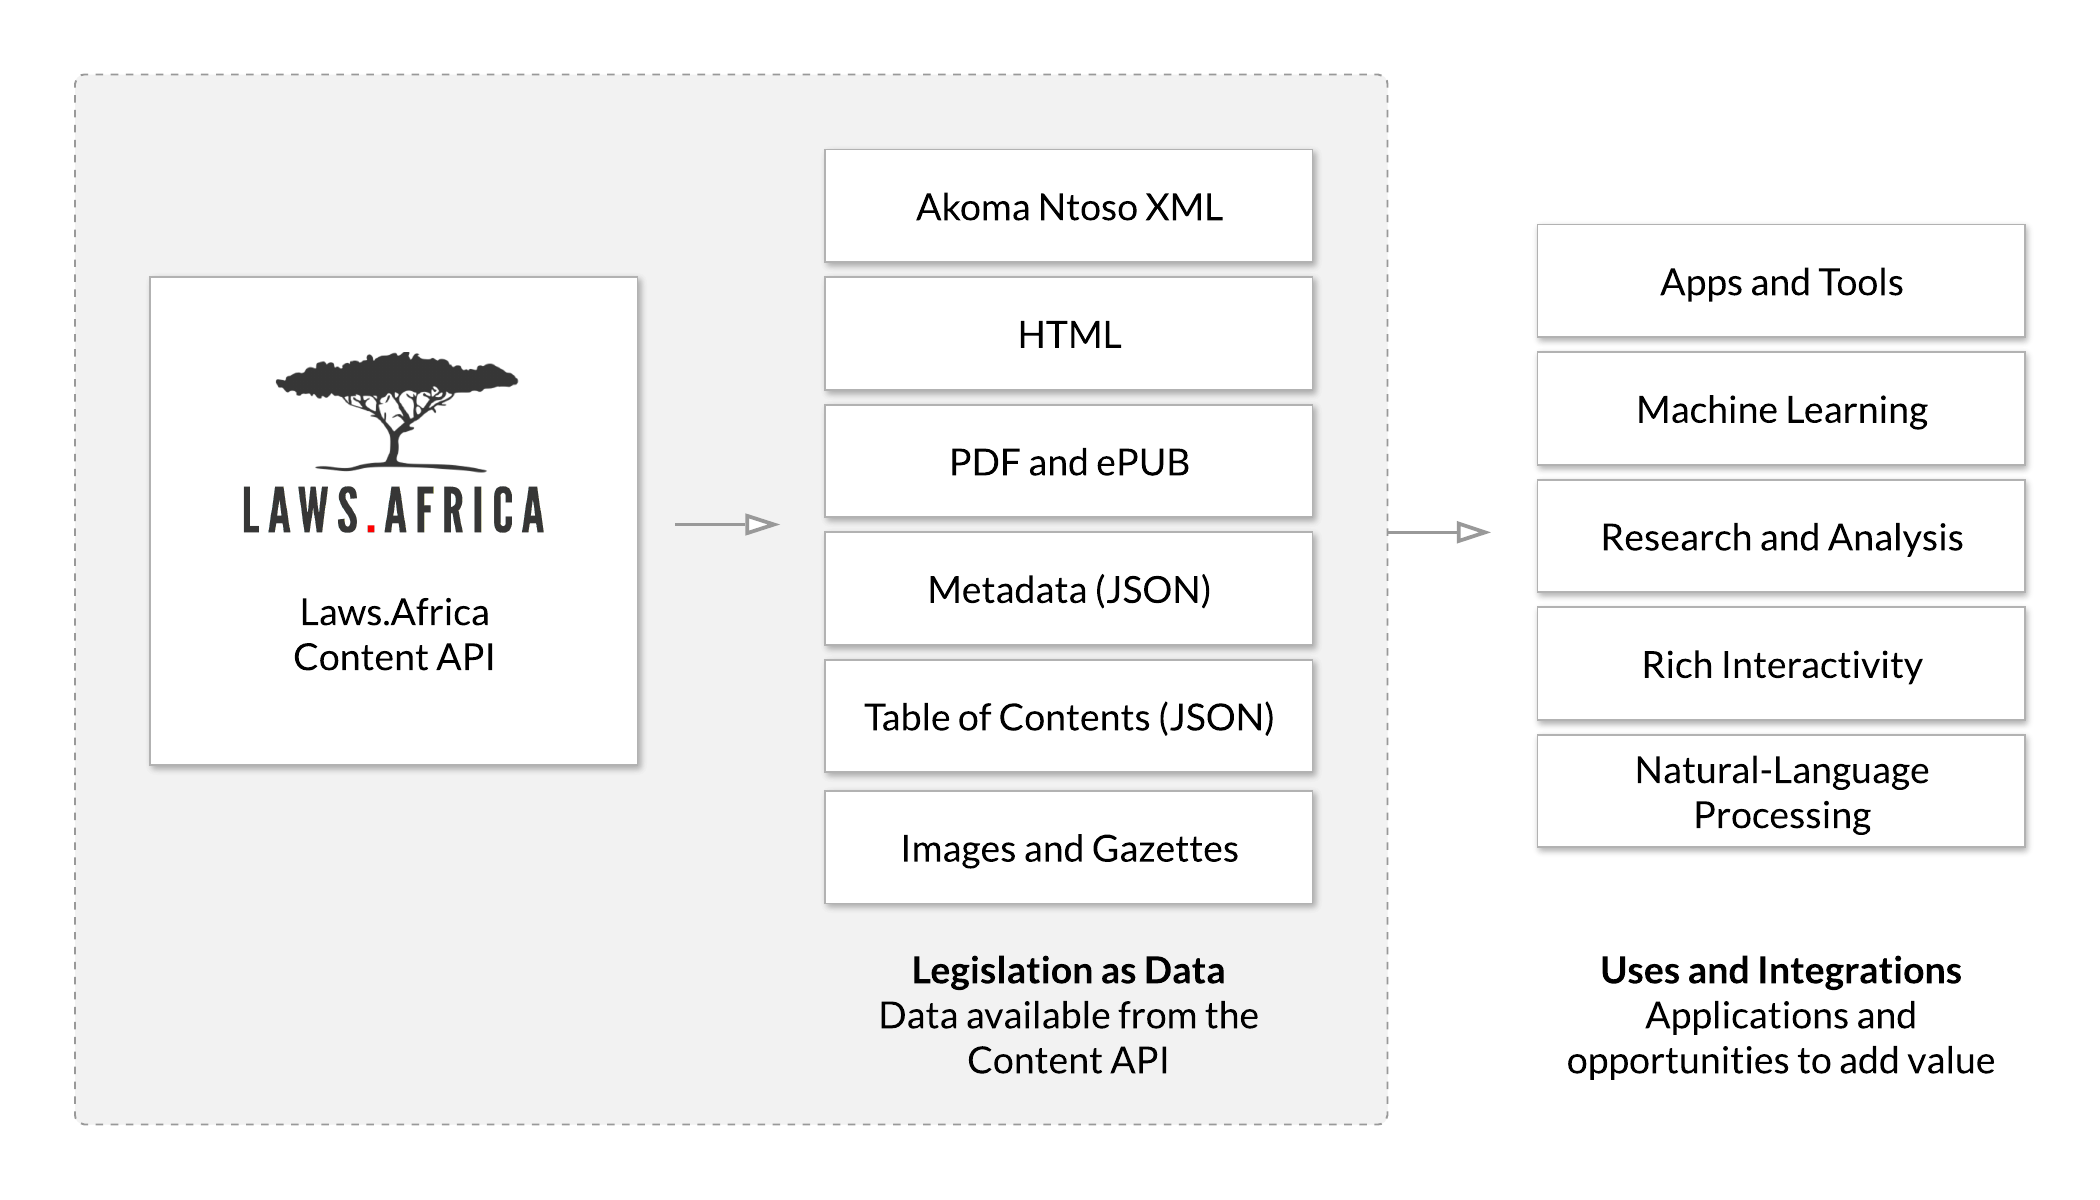 LAWS.AFRICA
Laws.Africa
Content API
Akoma Ntoso XML
HTML
PDF and ePUB
Metadata (JSON)
Table of Contents (JSON)
Images and Gazettes
Legislation as Data
Data available from the
Content API
Apps and Tools
Machine Learning
Research and Analysis
Rich Interactivity
Natural-Language
Processing
Uses and Integrations
Applications and
opportunities to add value